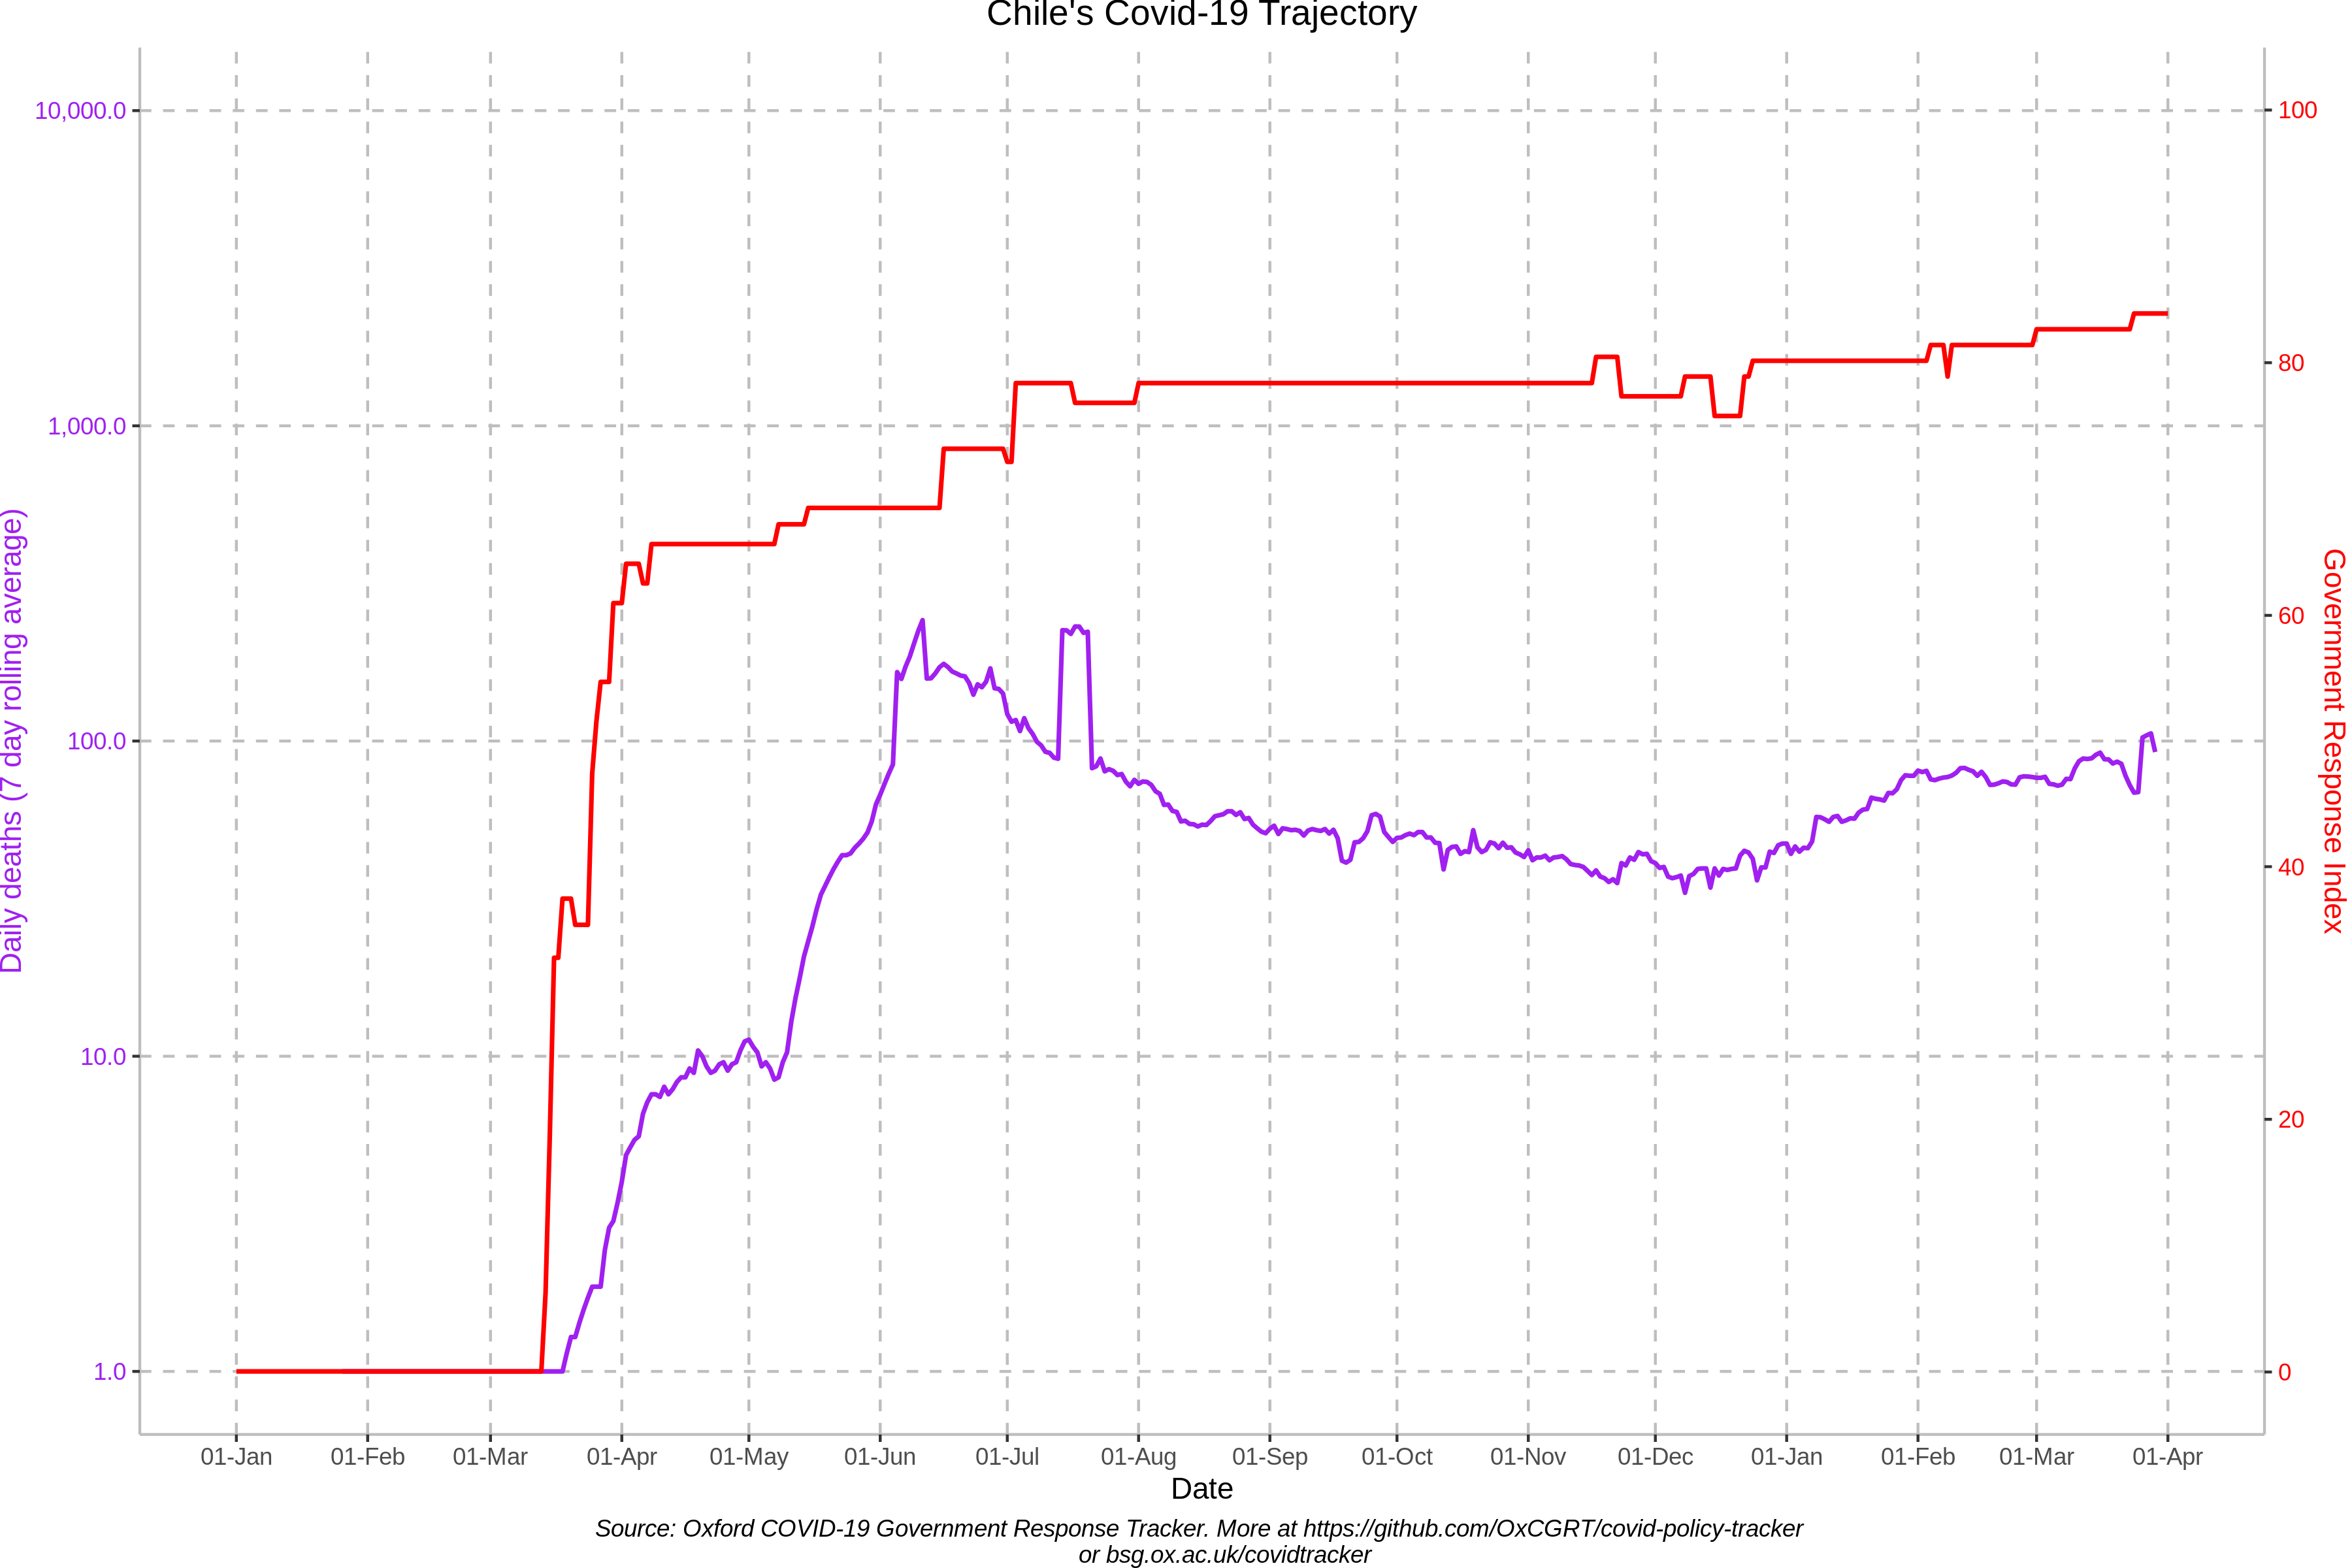 Chile's Covid-19 Trajectory
10,000.0
1,000.0
100.0
10.0
1.0
Daily deaths (7 day rolling average)
100
80
60
40
20
0
Government Response Index
01-Jan 01-Feb 01-Mar 01-Apr 01-May 01-Jun 01-Jul 01-Aug 01-Sep 01-Oct 01-Nov 01-Dec 01-Jan 01-Feb 01-Mar 01-Apr
Date
Source: Oxford COVID-19 Government Response Tracker. More at https://github.com/OxCGRT/covid-policy-tracker
or bsg.ox.ac.uk/covidtracker